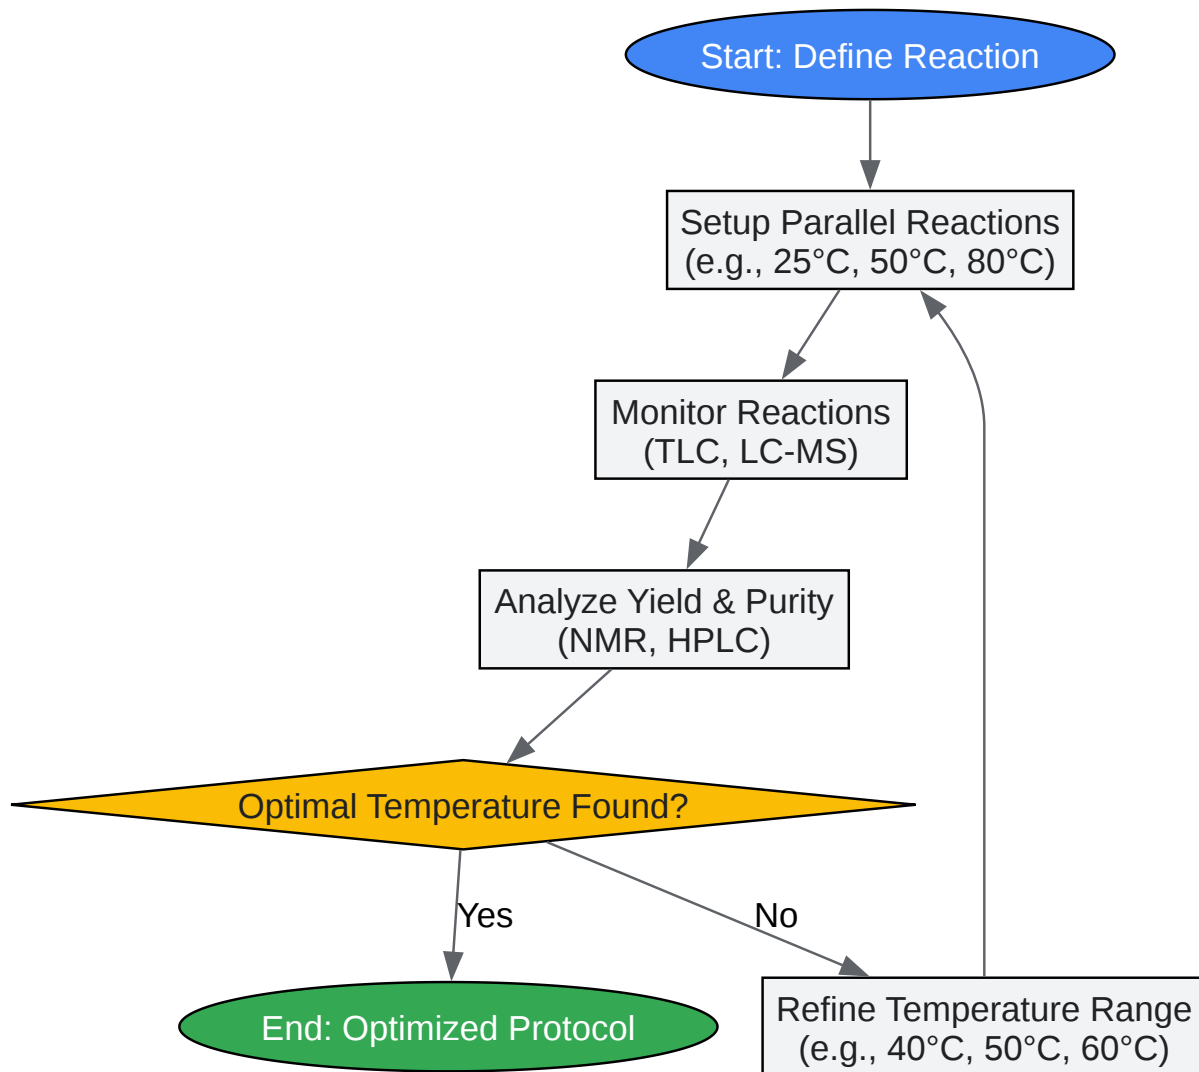 Start: Define Reaction
Setup Parallel Reactions
(e.g., 25°C, 50°C, 80°C)
Monitor Reactions
(TLC, LC-MS)
Analyze Yield & Purity
(NMR, HPLC)
Optimal Temperature Found?
Yes
No
End: Optimized Protocol
Refine Temperature Range
(e.g., 40°C, 50°C, 60°C)